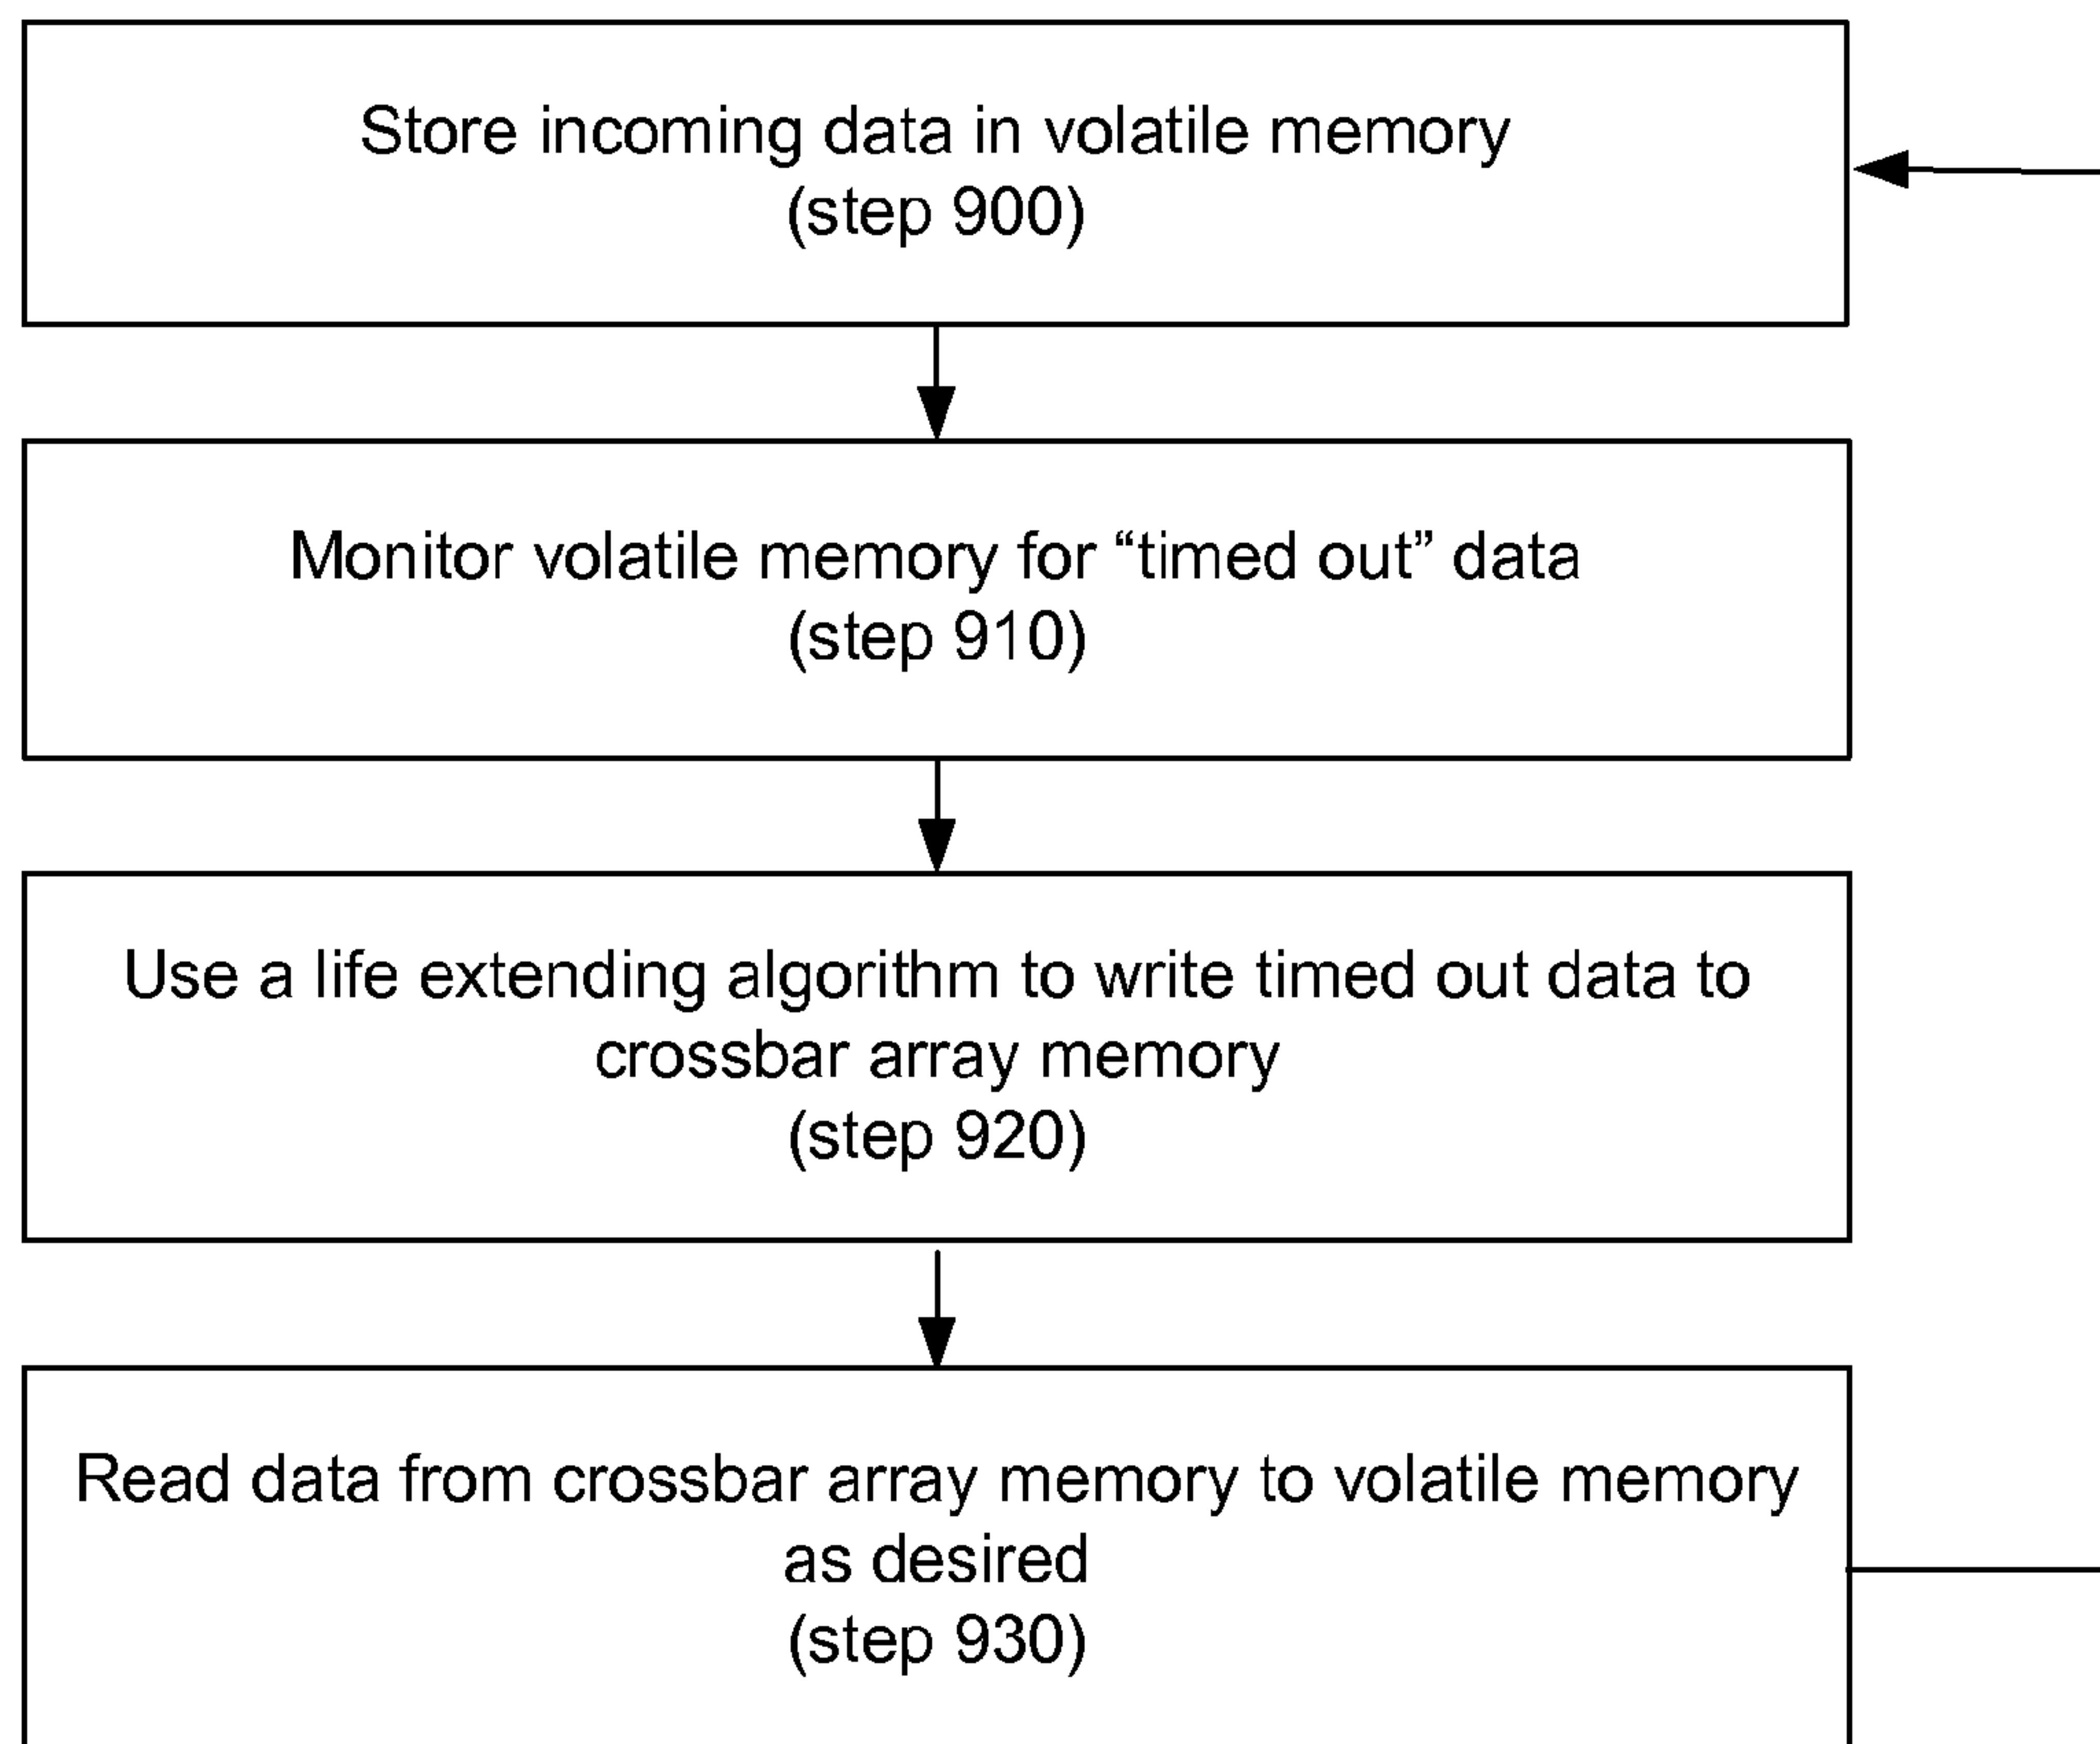 Store incoming data in volatile memory
(step 900)
Monitor volatile memory for “timed out” data
(step 910)
Use a life extending algorithm to write timed out data to
crossbar array memory
(step 920)
Read data from crossbar array memory to volatile memory
as desired
(step 930)